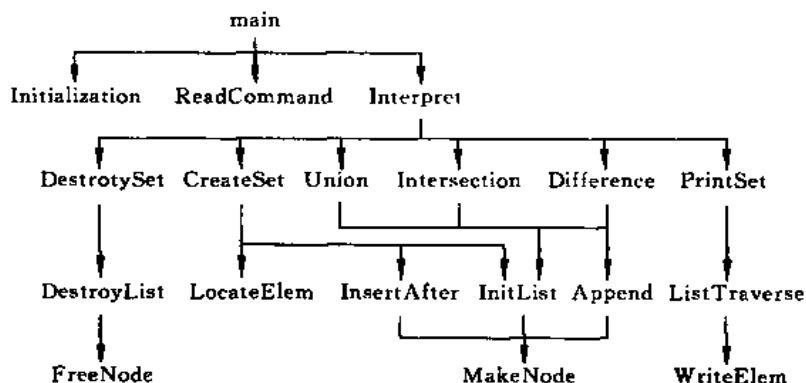 main
Initialization ReadCommand Interpret
DestrotySet CreateSet Union Intersection Difference PrintSet
DestroyList LocateElem InsertAfter InitList Append ListTraverse
FreeNode MakeNode WriteElem